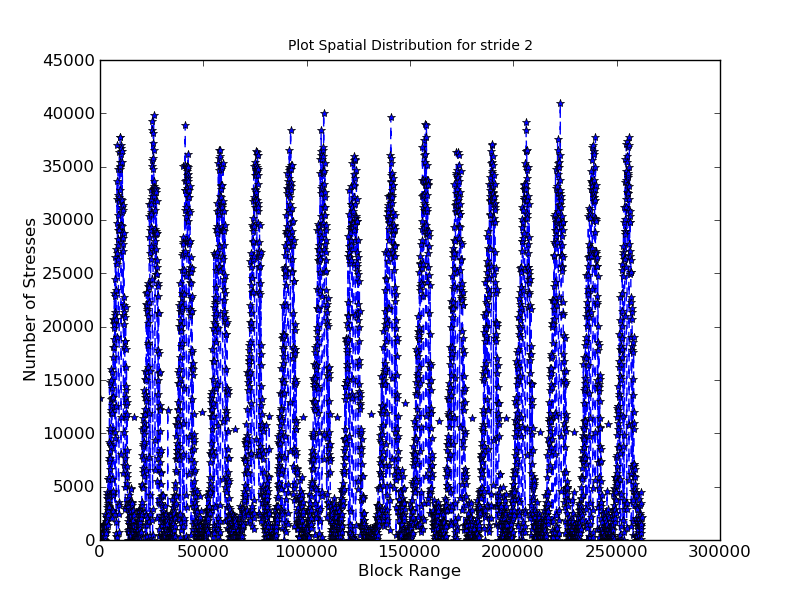 Plot Spatial Distribution for stride 2
45000
40000
35000
30000
25000
20000
15000
10000
5000
0
Number of Stresses
0 50000 100000 150000 200000 250000 300000
Block Range